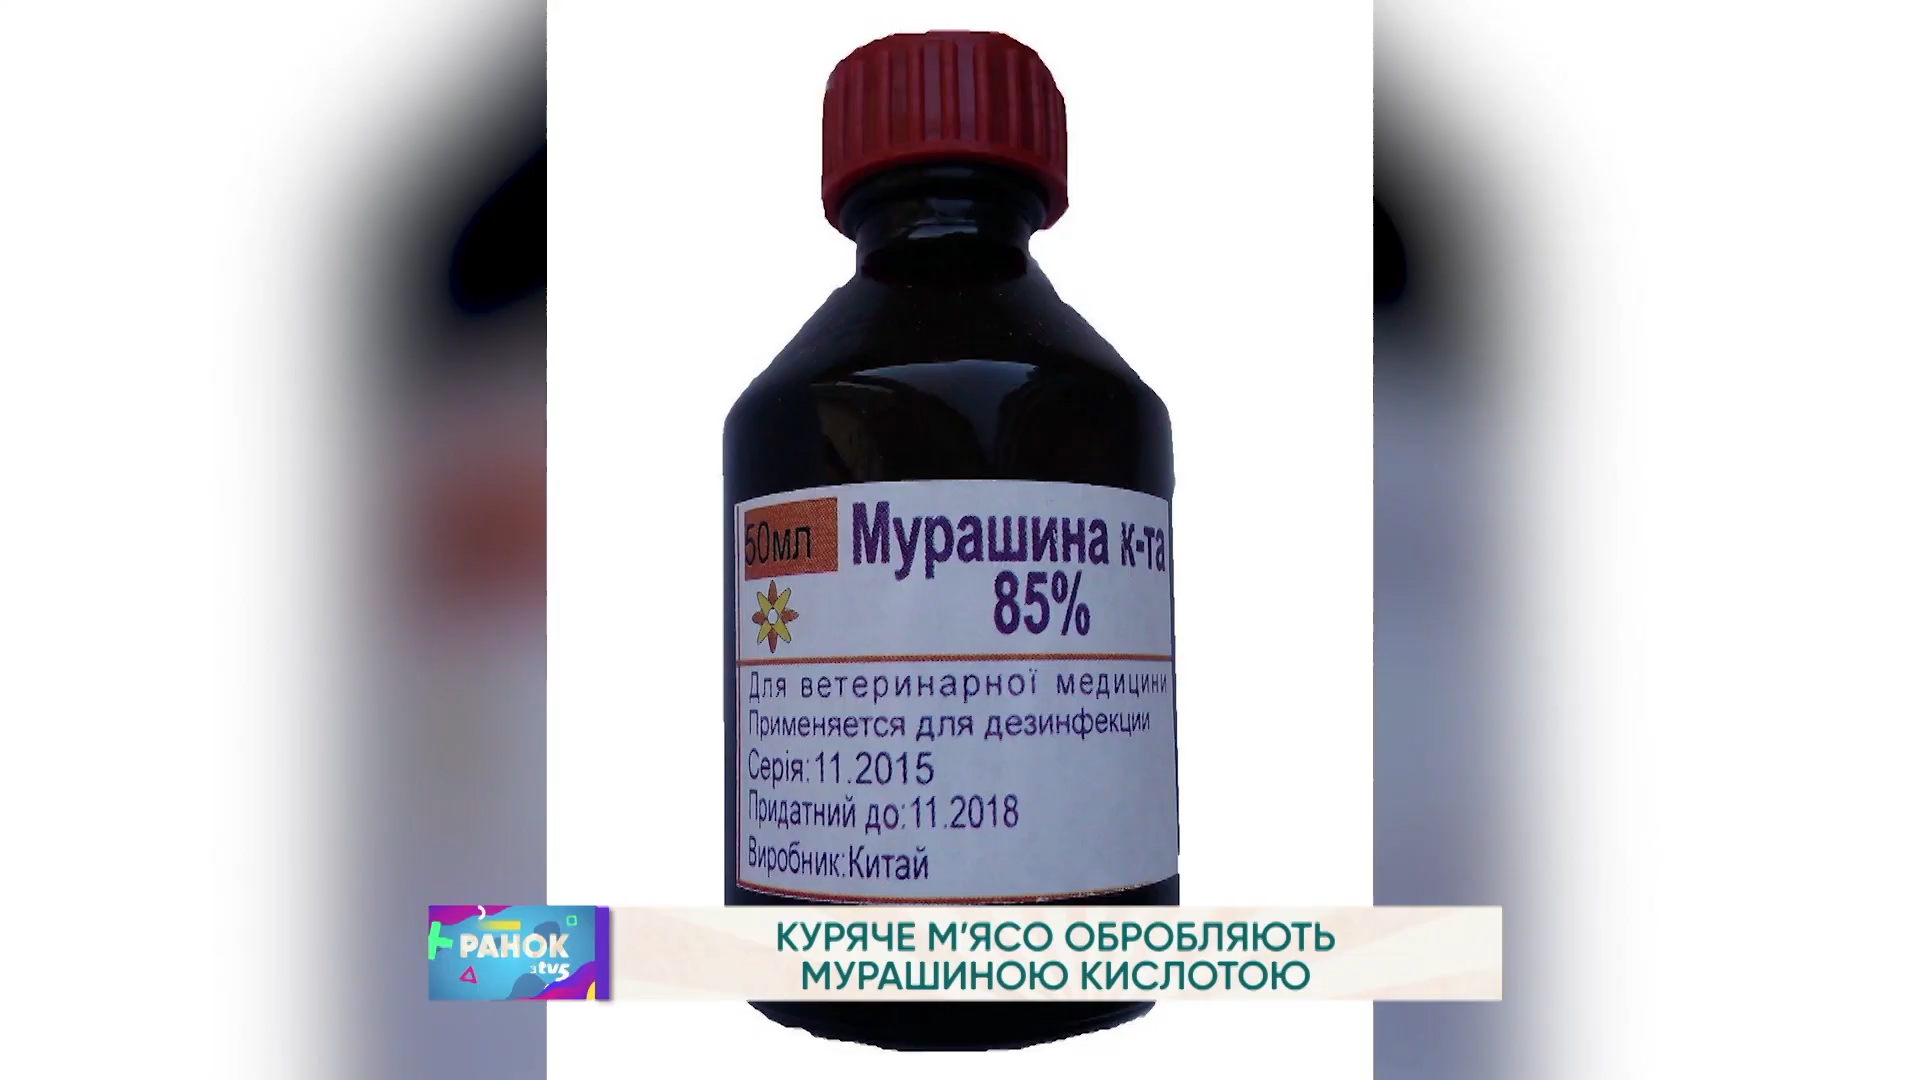 50мл
Мурашина к-та
85%
Для ветеринарної медицини
Применяется для дезинфекции
Серія:11.2015
Придатний до:11.2018
Виробник:Китай
РАНОК
tv5
КУРЯЧЕ М'ЯСО ОБРОБЛЯЮТЬ
МУРАШИНОЮ КИСЛОТОЮ